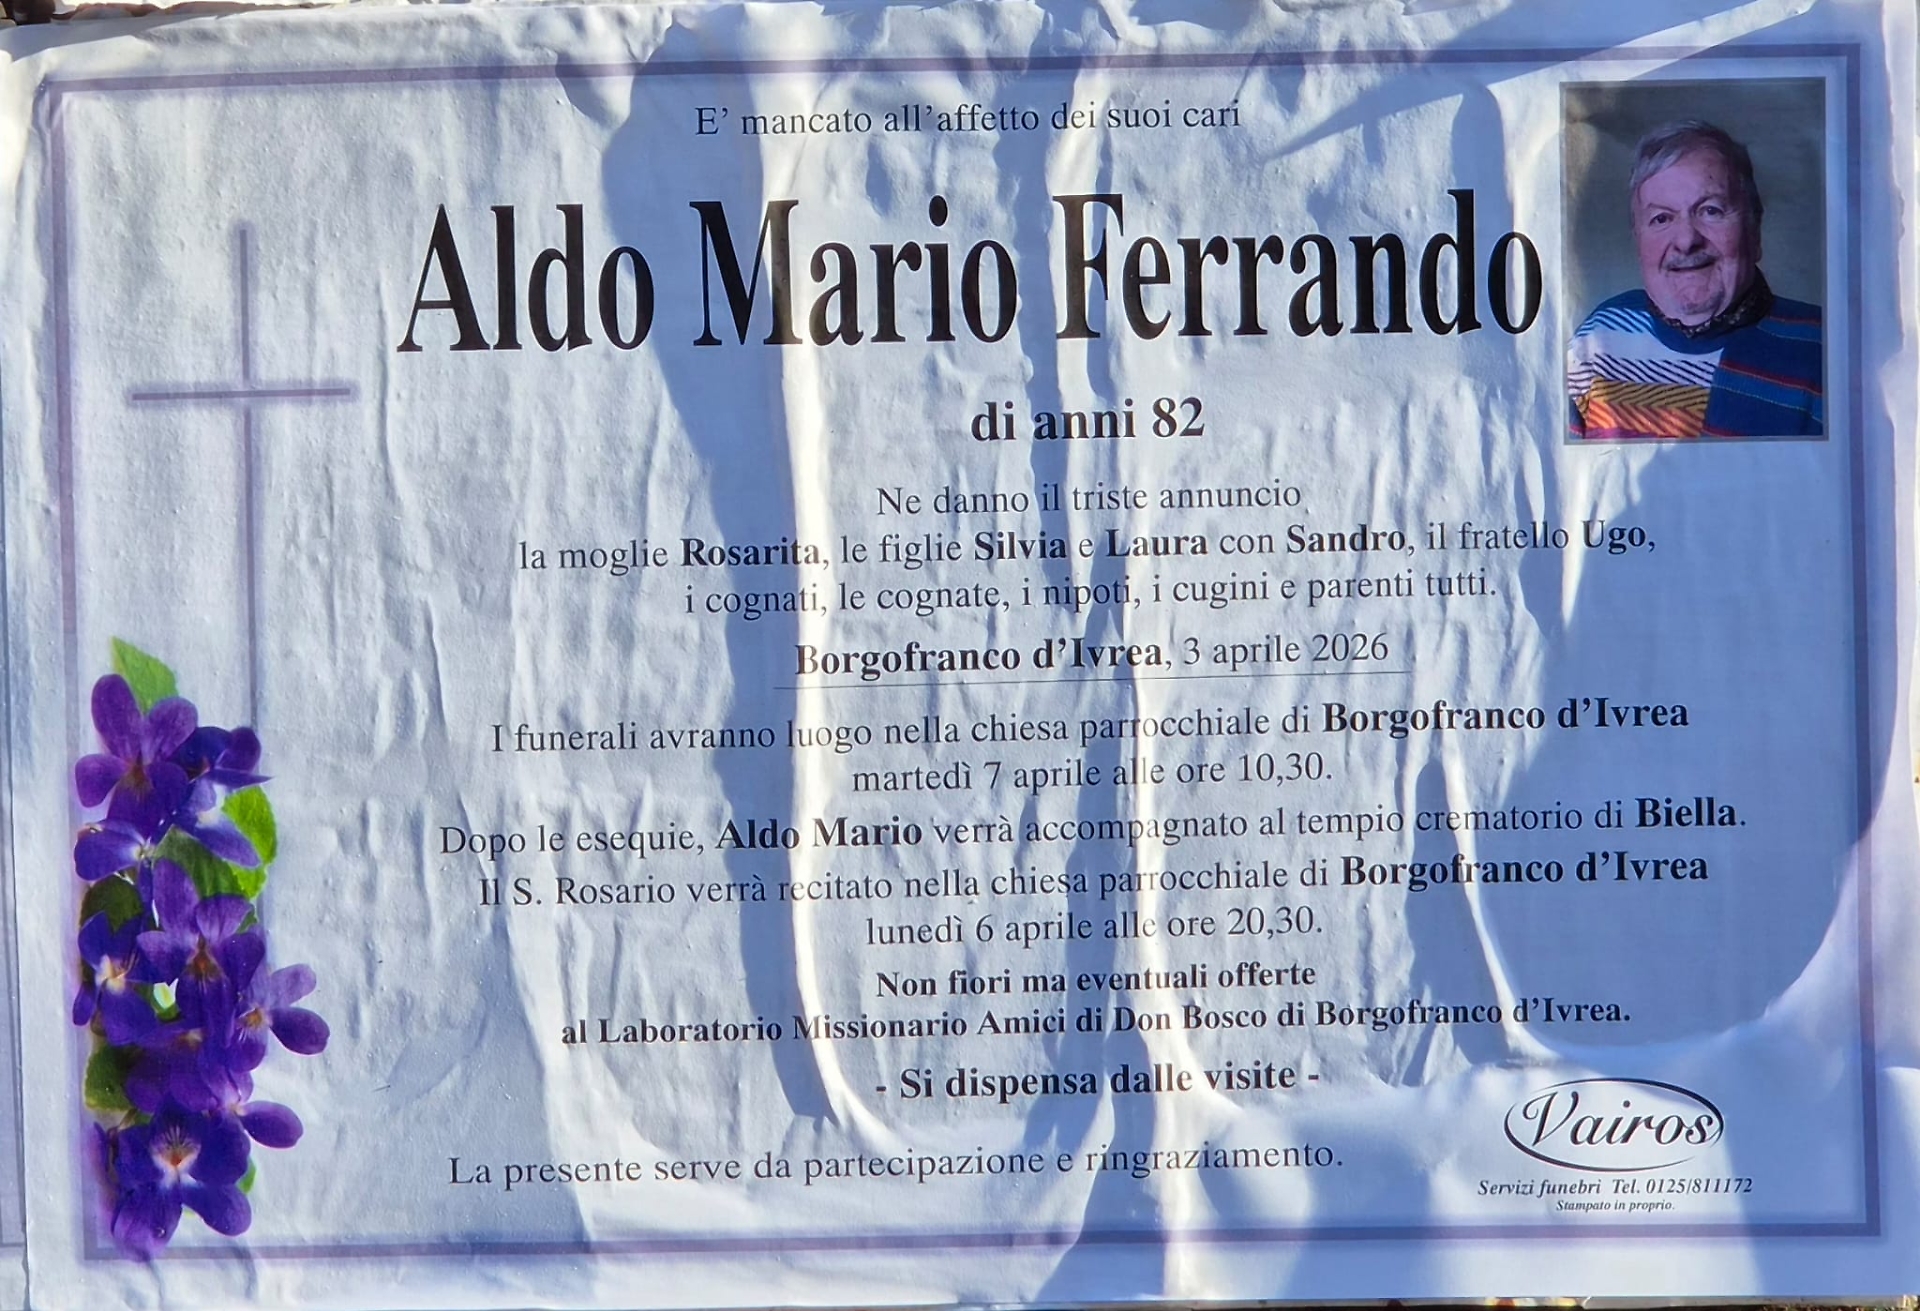 E' mancato all'affetto dei suoi cari
Aldo Mario Ferrando
di anni 82
Ne danno il triste annuncio
la moglie Rosarita, le figlie Silvia e Laura con Sandro, il fratello Ugo,
i cognati, le cognate, i nipoti, i cugini e parenti tutti.
Borgofranco d'Ivrea, 3 aprile 2026
I funerali avranno luogo nella chiesa parrocchiale di Borgofranco d'Ivrea
martedì 7 aprile alle ore 10,30.
Dopo le esequie, Aldo Mario verrà accompagnato al tempio crematorio di Biella.
Il S. Rosario verrà recitato nella chiesa parrocchiale di Borgofranco d'Ivrea
lunedì 6 aprile alle ore 20,30.
Non fiori ma eventuali offerte
al Laboratorio Missionario Amici di Don Bosco di Borgofranco d'Ivrea.
- Si dispensa dalle visite -
La presente serve da partecipazione e ringraziamento.
Vairos
Servizi funebri Tel. 0125/811172
Stampato in proprio.